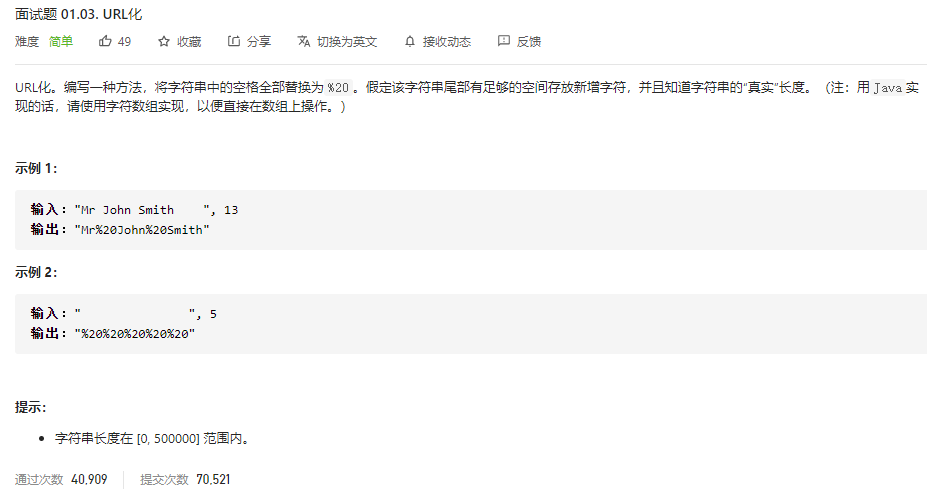 面试题 01.03. URL化
难度 简单 49 收藏 分享 切换为英文 接收动态 反馈
URL化。编写一种方法，将字符串中的空格全部替换为%20。假定该字符串尾部有足够的空间存放新增字符，并且知道字符串的“真实”长度。（注：用Java实
现的话，请使用字符数组实现，以便直接在数组上操作。）
示例 1：
输入："Mr John Smith    ", 13
输出："Mr%20John%20Smith"
示例 2：
输入："               ", 5
输出："%20%20%20%20%20"
提示：
• 字符串长度在 [0, 500000] 范围内。
通过次数 40,909 提交次数 70,521